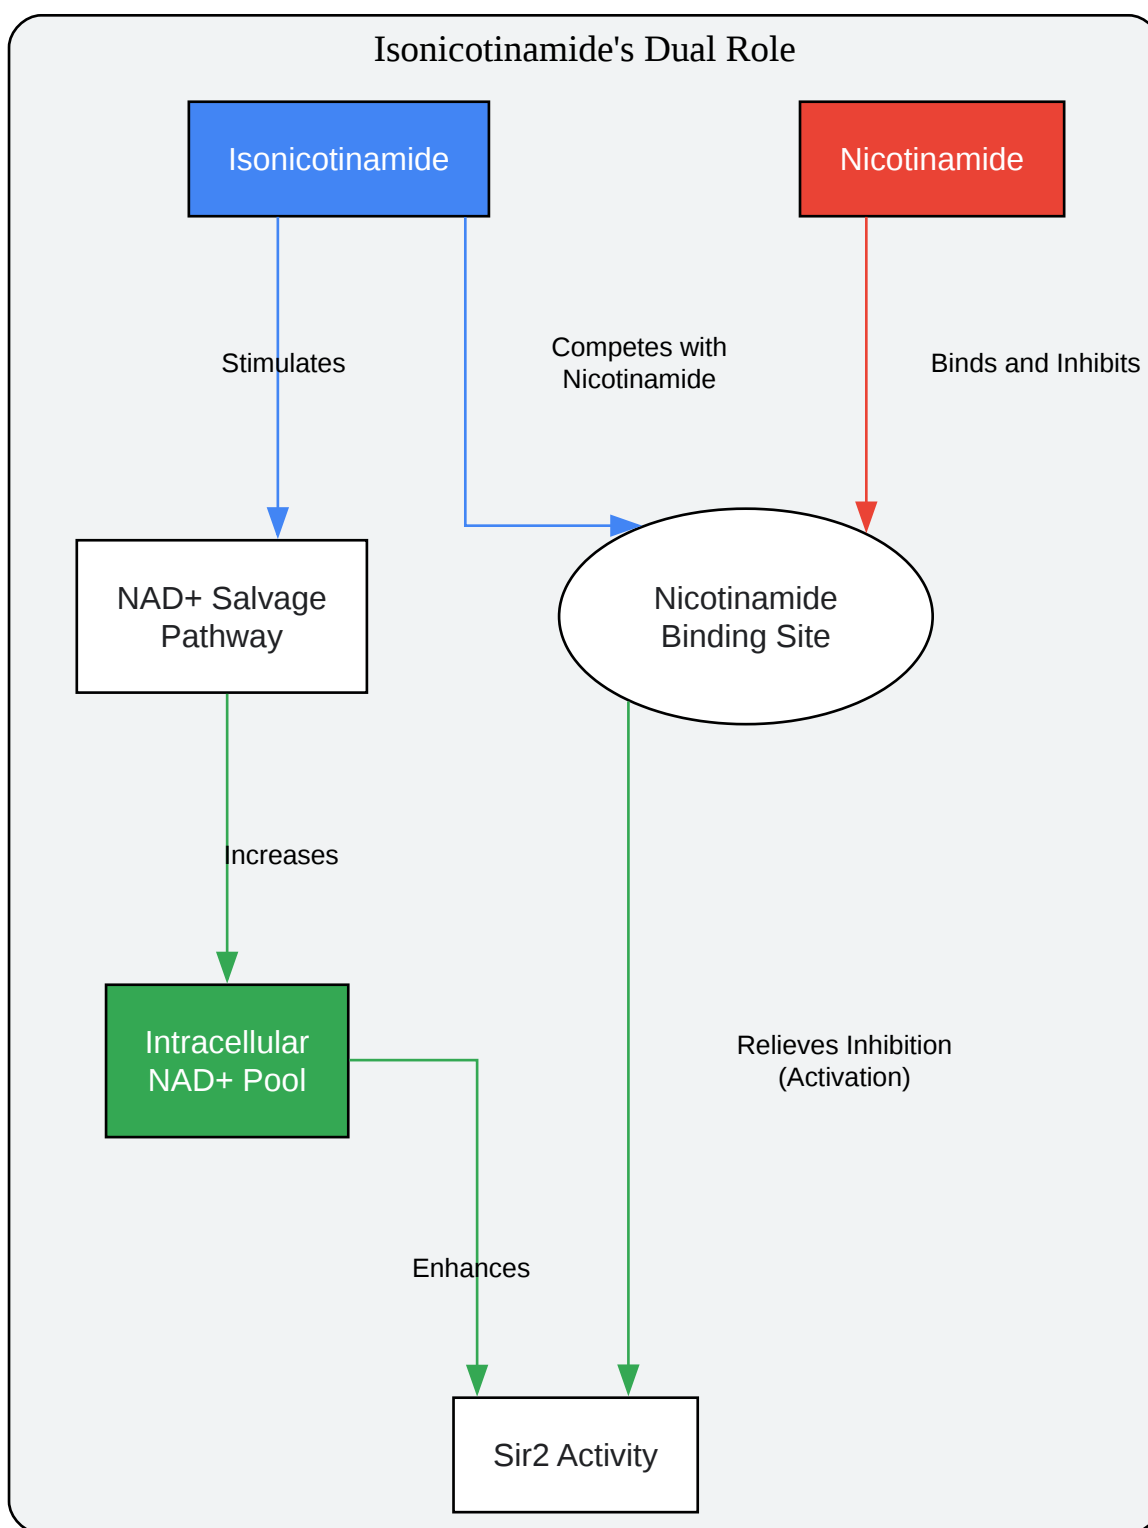 Isonicotinamide's Dual Role
Isonicotinamide
Nicotinamide
Stimulates
Competes with
Nicotinamide
Binds and Inhibits
NAD+ Salvage
Pathway
Nicotinamide
Binding Site
Increases
Intracellular
NAD+ Pool
Relieves Inhibition
(Activation)
Enhances
Sir2 Activity